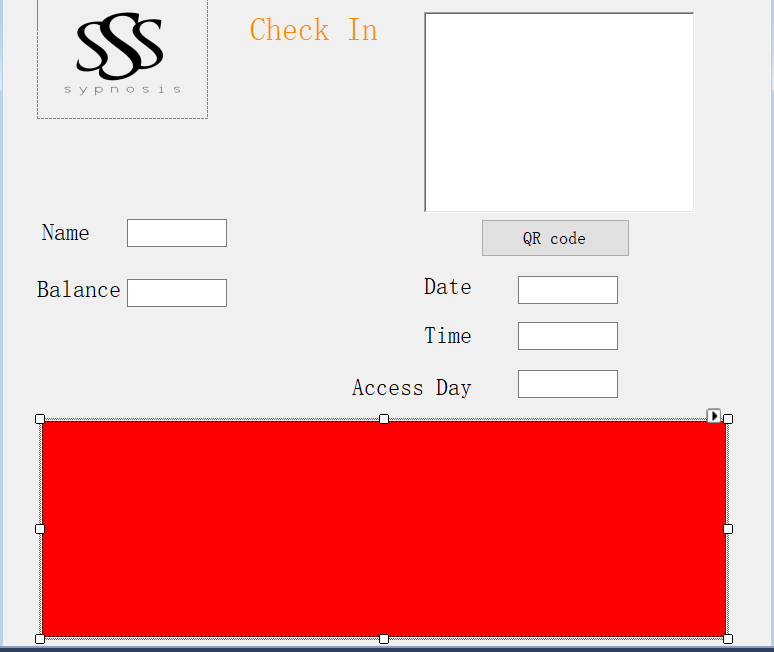 SSS
sypnosis
Check In
Name
QR code
Balance
Date
Time
Access Day